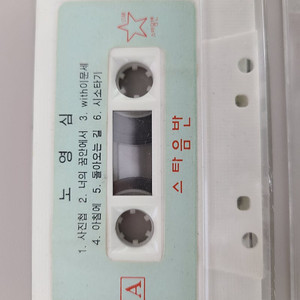 노영심
1. 사진첩 2. 너의 꿈안에서 3. with이문세
4. 아침에 5. 돌아오는 길 6. 시소타기
스타음반
A